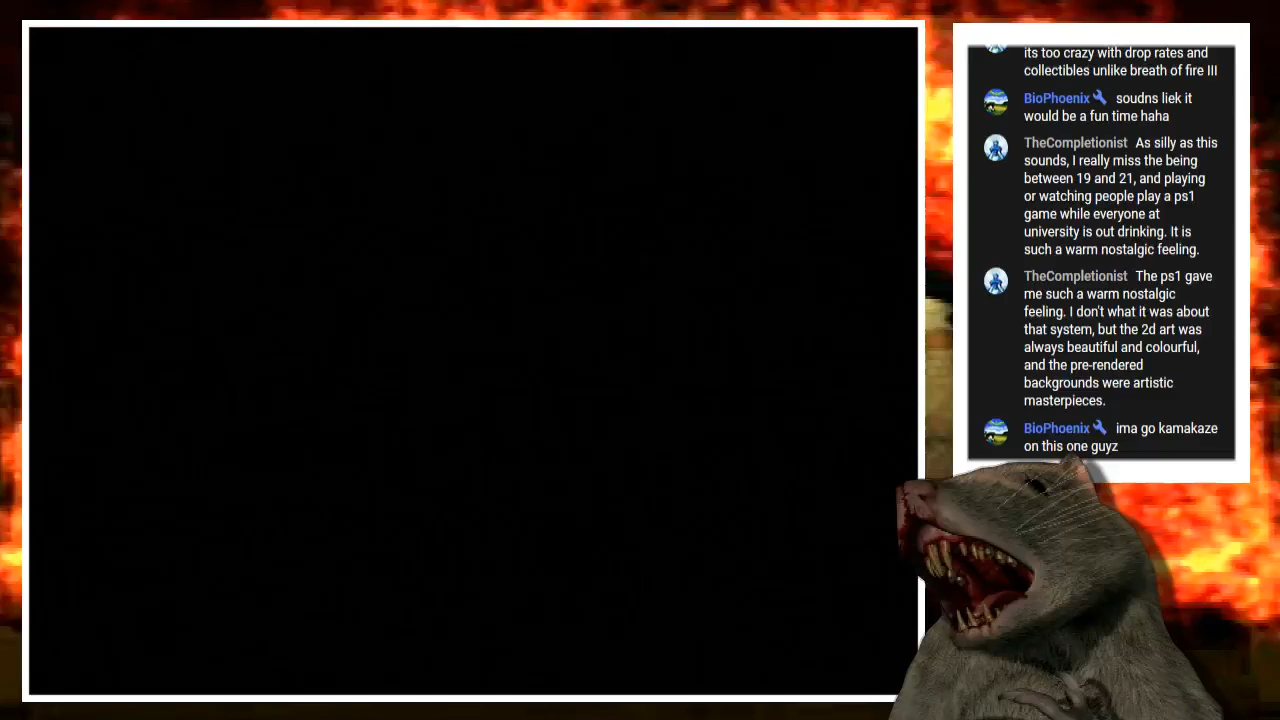 its too crazy with drop rates and
collectibles unlike breath of fire III
BioPhoenix soudns liek it
would be a fun time haha
TheCompletionist As silly as this
sounds, I really miss the being
between 19 and 21, and playing
or watching people play a ps1
game while everyone at
university is out drinking. It is
such a warm nostalgic feeling.
TheCompletionist The ps1 gave
me such a warm nostalgic
feeling. I don't what it was about
that system, but the 2d art was
always beautiful and colourful,
and the pre-rendered
backgrounds were artistic
masterpieces.
BioPhoenix ima go kamakaze
on this one guyz